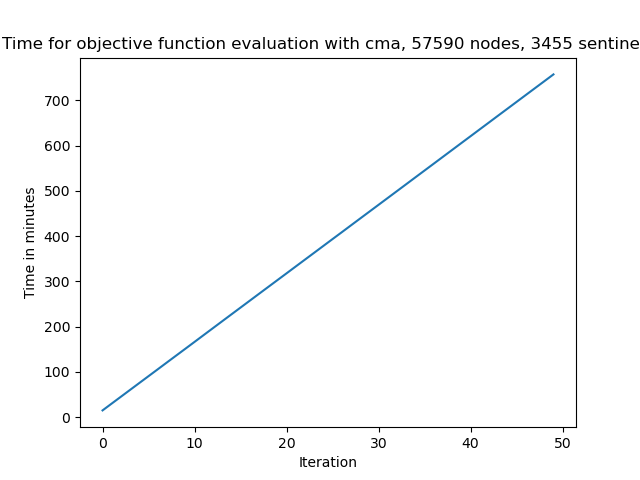 Time for objective function evaluation with cma, 57590 nodes, 3455 sentine
700
600
500
400
300
200
100
0
Time in minutes
0 10 20 30 40 50
Iteration